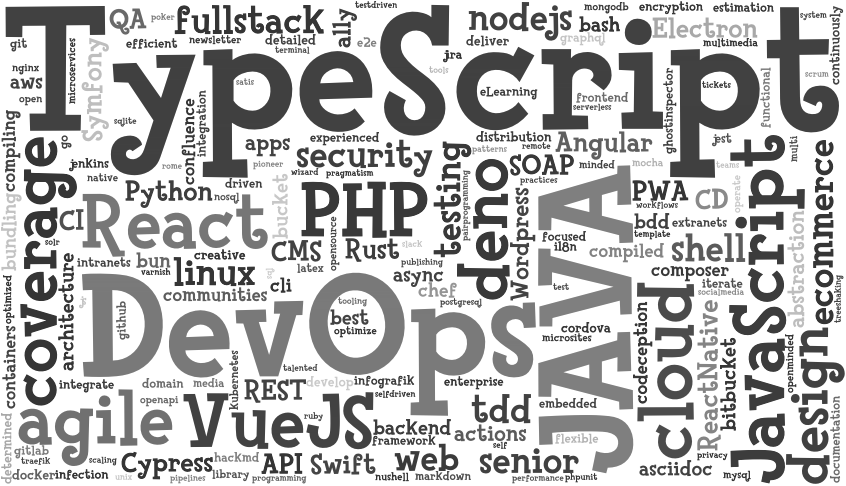 TypeScript
QA
poker
fullstack
testdriven
ally
nodejs
mongodb
bash
encryption
estimation
system
continuously
git
efficient
newsletter
detailed
terminal
e2e
jra
deliver
graphql
Electron
multimedia
nginx
aws
open
microservices
Symfony
satis
tools
eLearning
frontend
serverless
ghostinspector
tickets
functional
scrum
sqlite
confluence
integration
apps
experienced
distribution
patterns
remote
Angular
jest
multi
compiling
go
jenkins
native
rome
pioneer
security
wizard
pragmatism
testing
pairprogramming
SOAP
minded
practices
mocha
teams
PWA
workflows
CD
operate
JavaScript
ecommerce
coverage
Python
driven
nosql
bucket
PHP
deno
Wordpress
JAVA
bdd
extranets
template
bundling
CI
solr
React
CMS
opensource
Rust
slack
focused
i18n
compiled
shell
composer
abstraction
intranets
bun
varnish
creative
linux
sql
latex
publishing
async
cli
communities
chef
postgresql
test
iterate
socialmedia
treeshaking
containers
optimized
architecture
DevOps
github
tooling
best
optimize
cordova
microsites
codeception
cloud
ReactNative
bitbucket
openminded
design
integrate
domain
media
kubernetes
talented
REST
develop
infografik
selfdriven
enterprise
agile
openapi
VueJS
ruby
backend
framework
tdd
actions
self
embedded
flexible
determined
gitlab
traefik
scaling
docker
infection
unix
Cypress
pipelines
hackmd
library
API
programming
Swift
nushell
web
markdown
senior
performance
phpunit
asciidoc
privacy
mysql
documentation